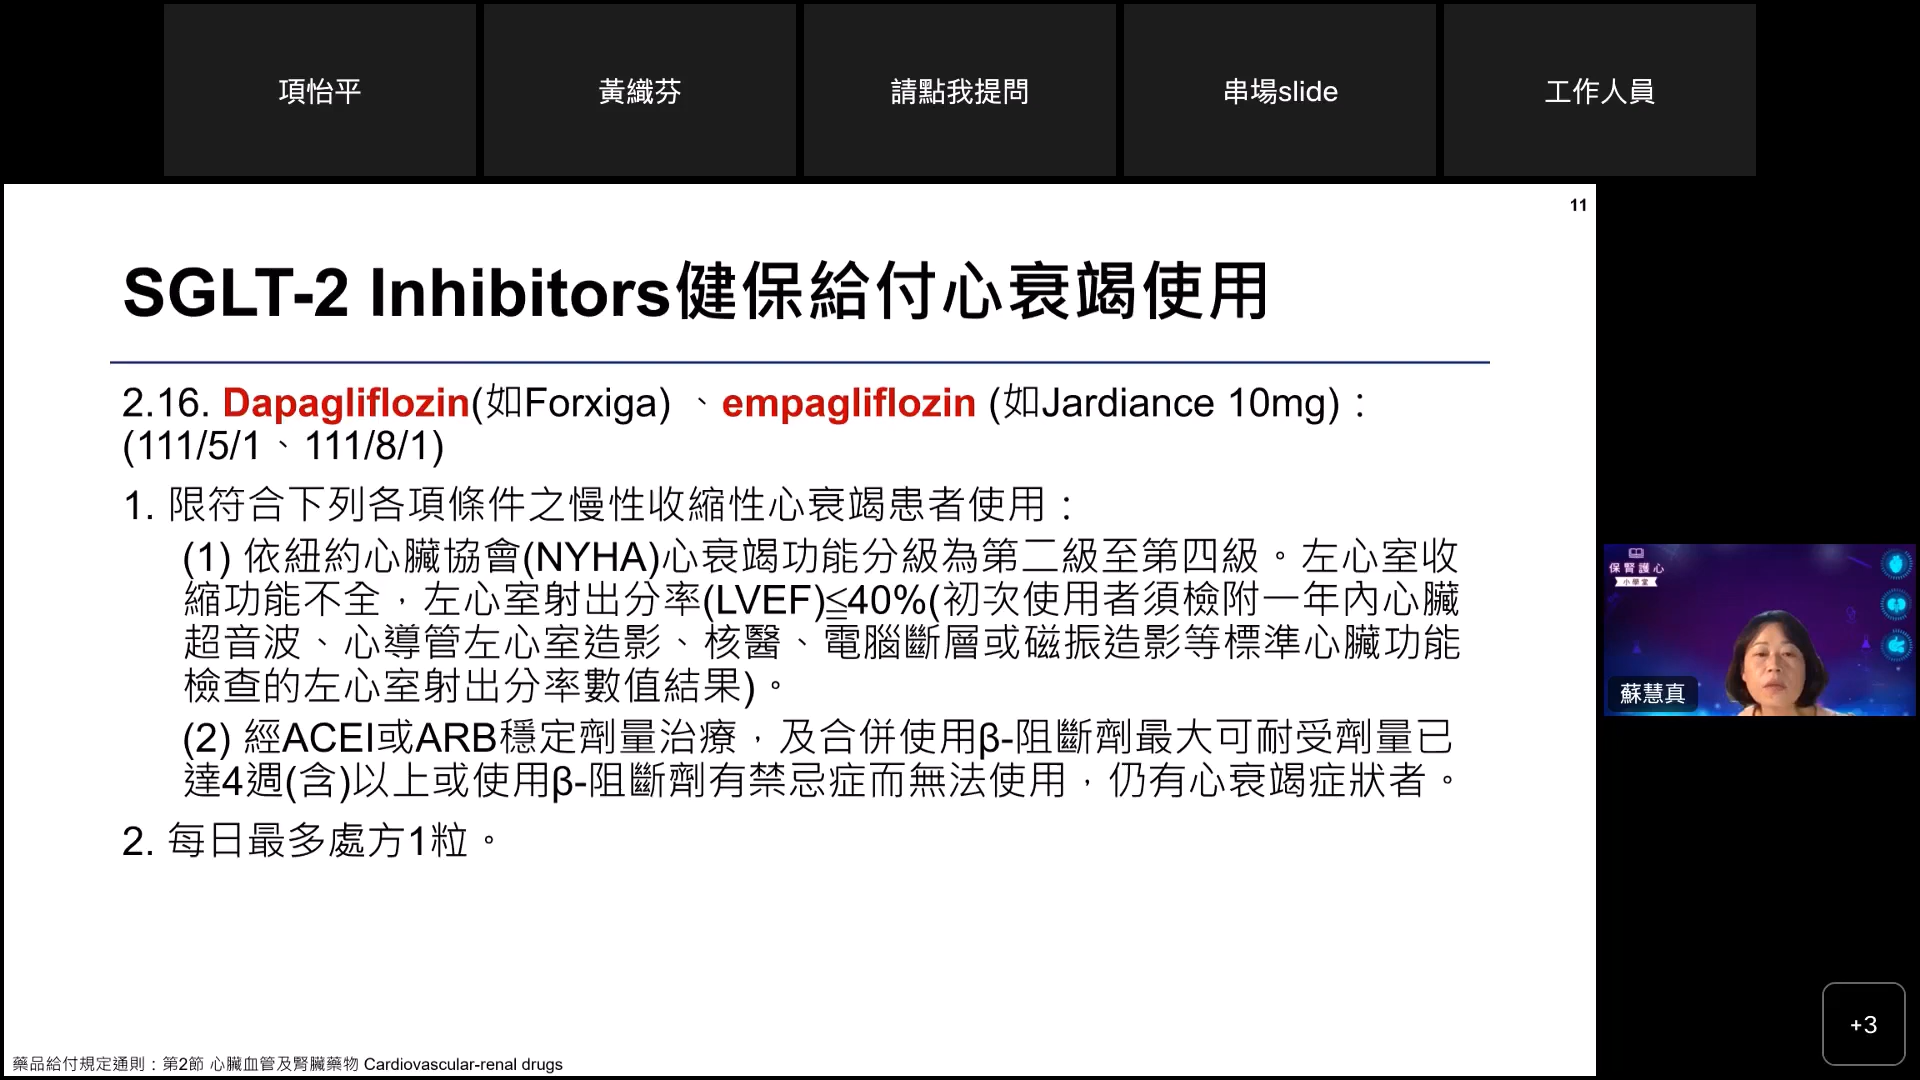 項怡平
黃織芬
請點我提問
串場slide
工作人員
11
SGLT-2 Inhibitors健保給付心衰竭使用
2.16. Dapagliflozin(如Forxiga) 、empagliflozin (如Jardiance 10mg)：
(111/5/1、111/8/1)
1. 限符合下列各項條件之慢性收縮性心衰竭患者使用：
(1) 依紐約心臟協會(NYHA)心衰竭功能分級為第二級至第四級。左心室收
縮功能不全，左心室射出分率(LVEF)≦40%(初次使用者須檢附一年內心臟
超音波、心導管左心室造影、核醫、電腦斷層或磁振造影等標準心臟功能
檢查的左心室射出分率數值結果)。
(2) 經ACEI或ARB穩定劑量治療，及合併使用β-阻斷劑最大可耐受劑量已
達4週(含)以上或使用β-阻斷劑有禁忌症而無法使用，仍有心衰竭症狀者。
2. 每日最多處方1粒。
藥品給付規定通則：第2節 心臟血管及腎臟藥物 Cardiovascular-renal drugs
保腎護心
小學堂
蘇慧真
+3